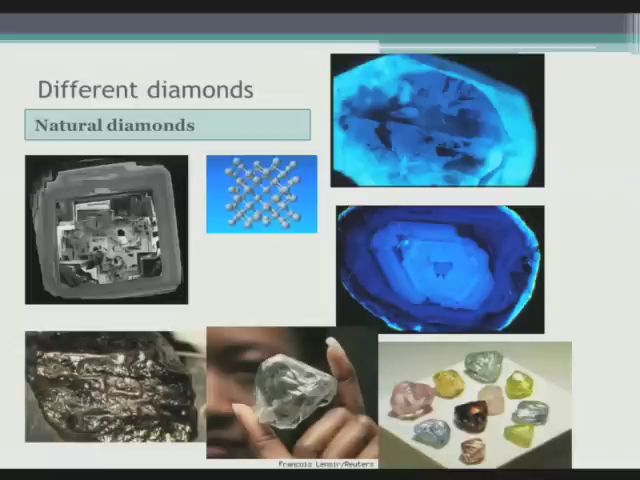 Different diamonds
Natural diamonds
Francois Lenoir/Reuters